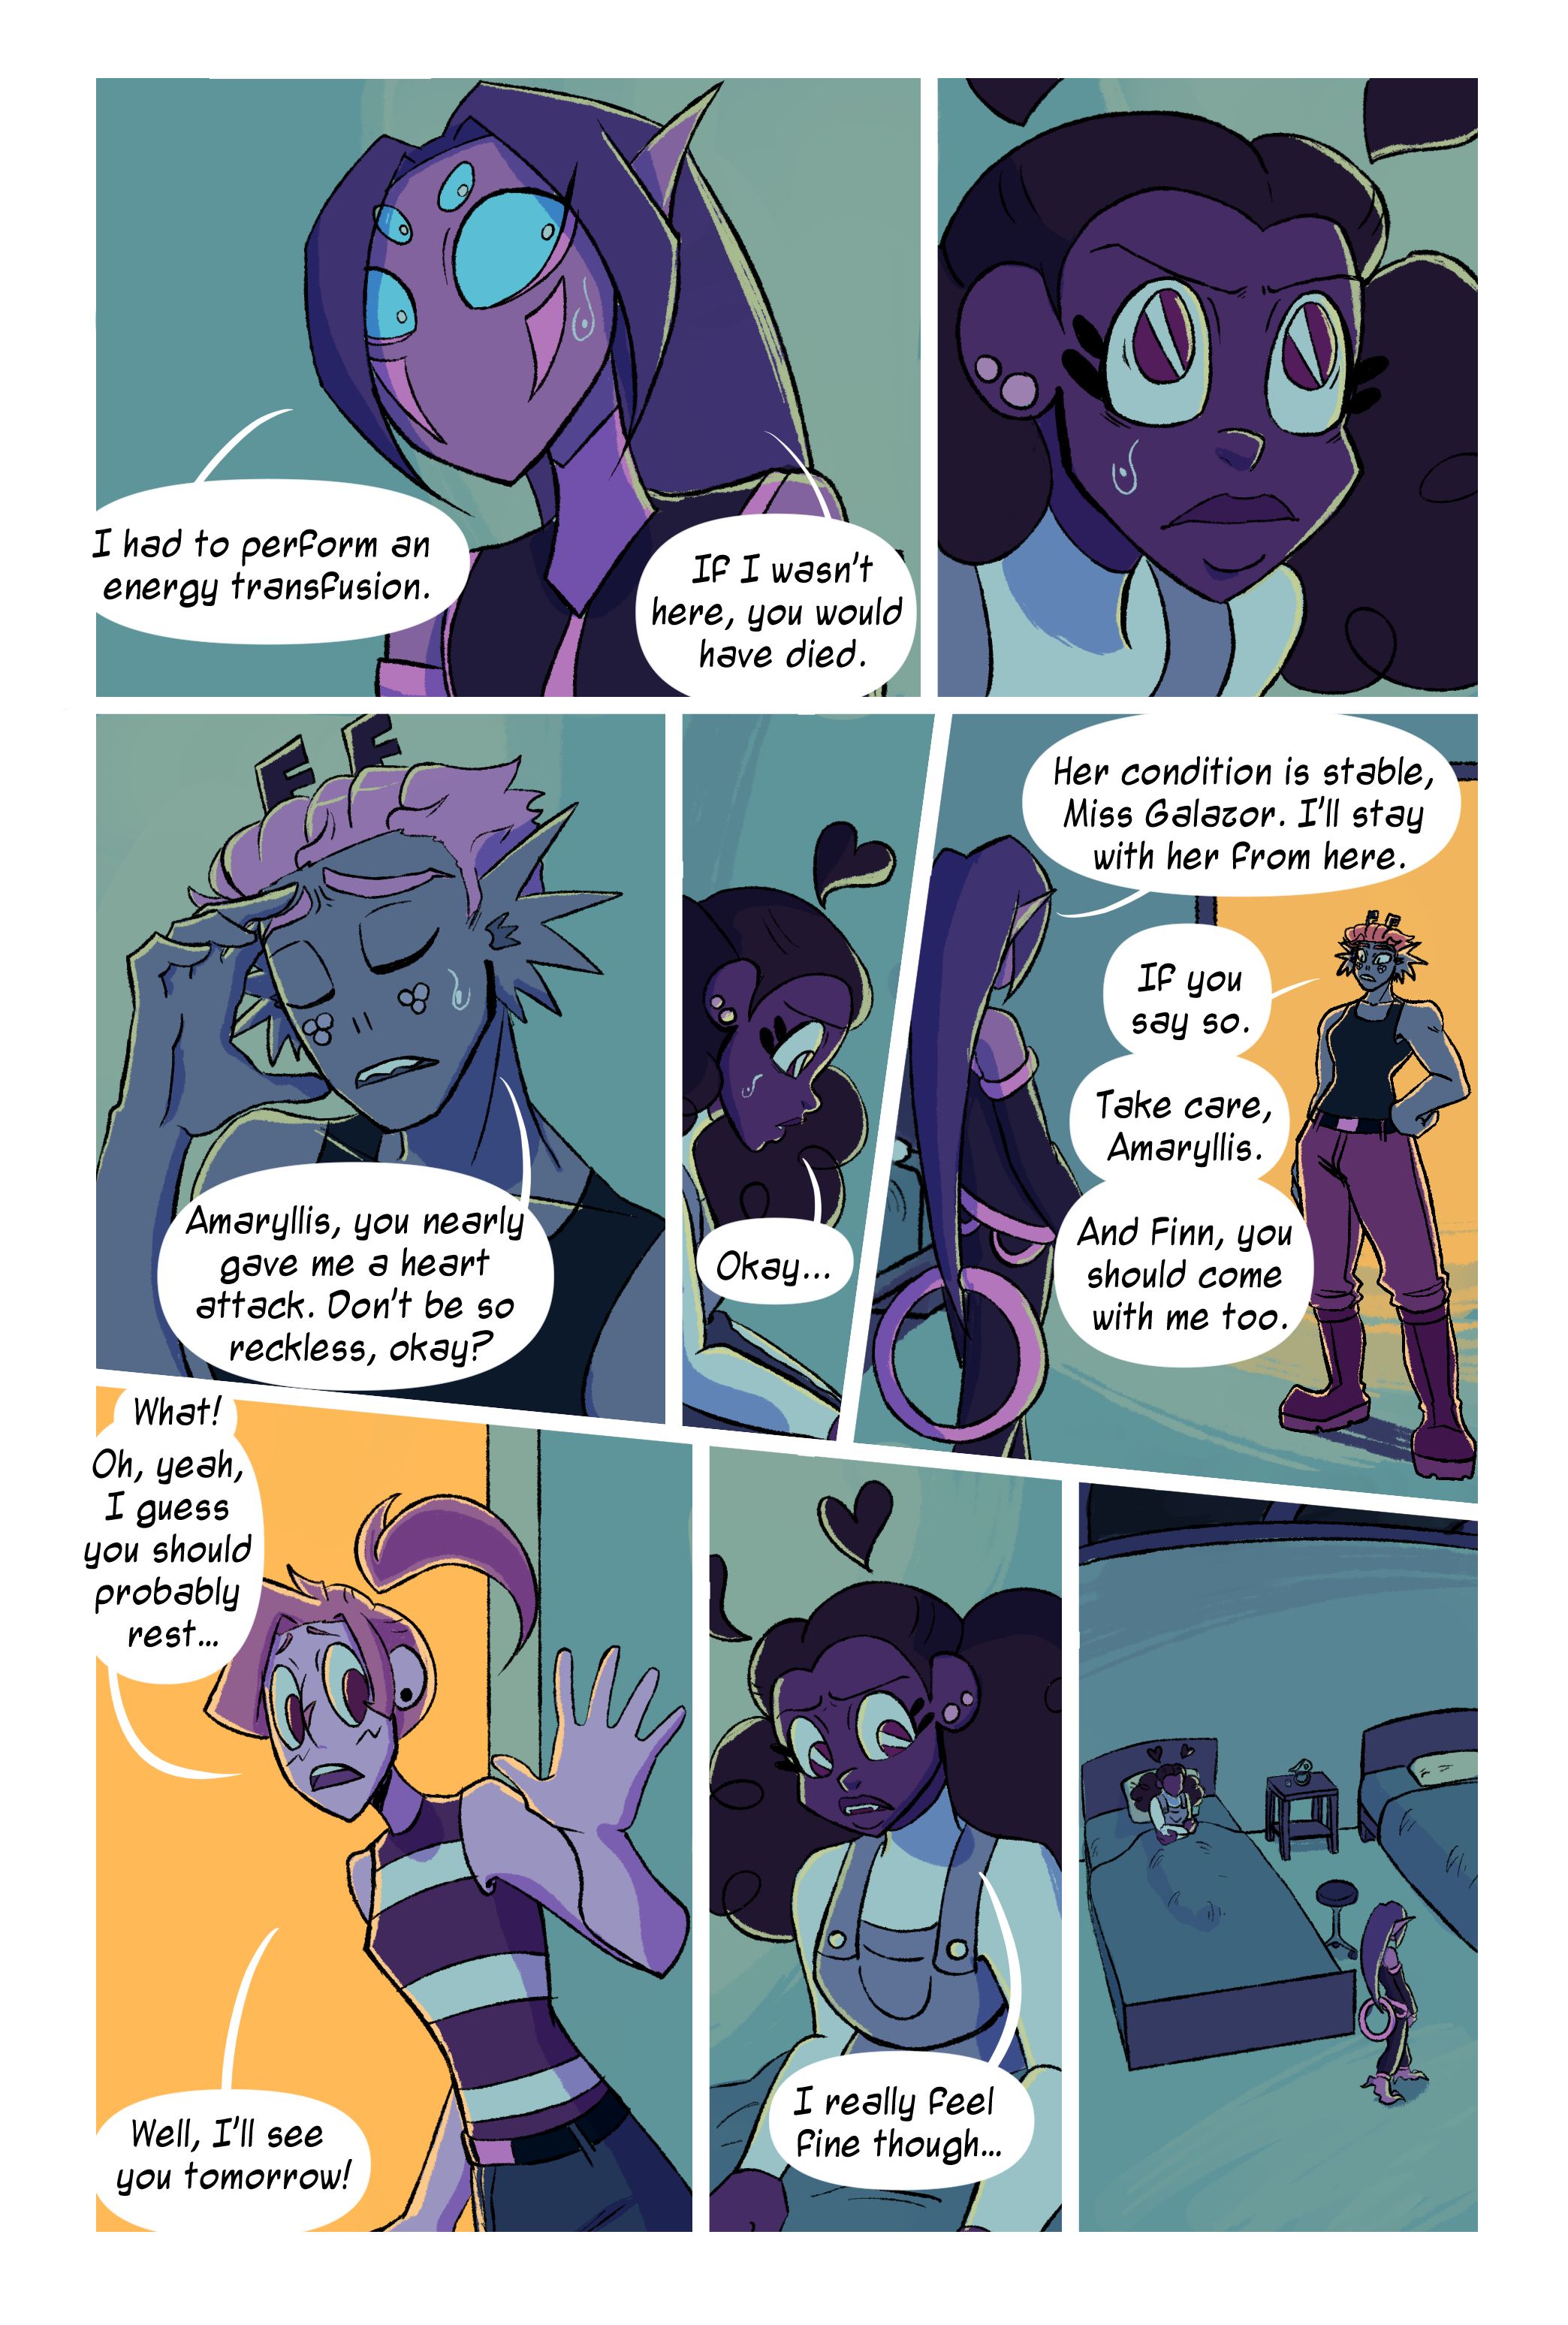 I had to perform an
energy transfusion.
If I wasn't
here, you would
have died.
Amaryllis, you nearly
gave me a heart
attack. Don't be so
reckless, okay?
Okay...
Her condition is stable,
Miss Galazor. I'll stay
with her from here.
If you
say so.
Take care,
Amaryllis.
And Finn, you
should come
with me too.
What!
Oh, yeah,
I guess
you should
probably
rest...
Well, I'll see
you tomorrow!
I really feel
fine though...